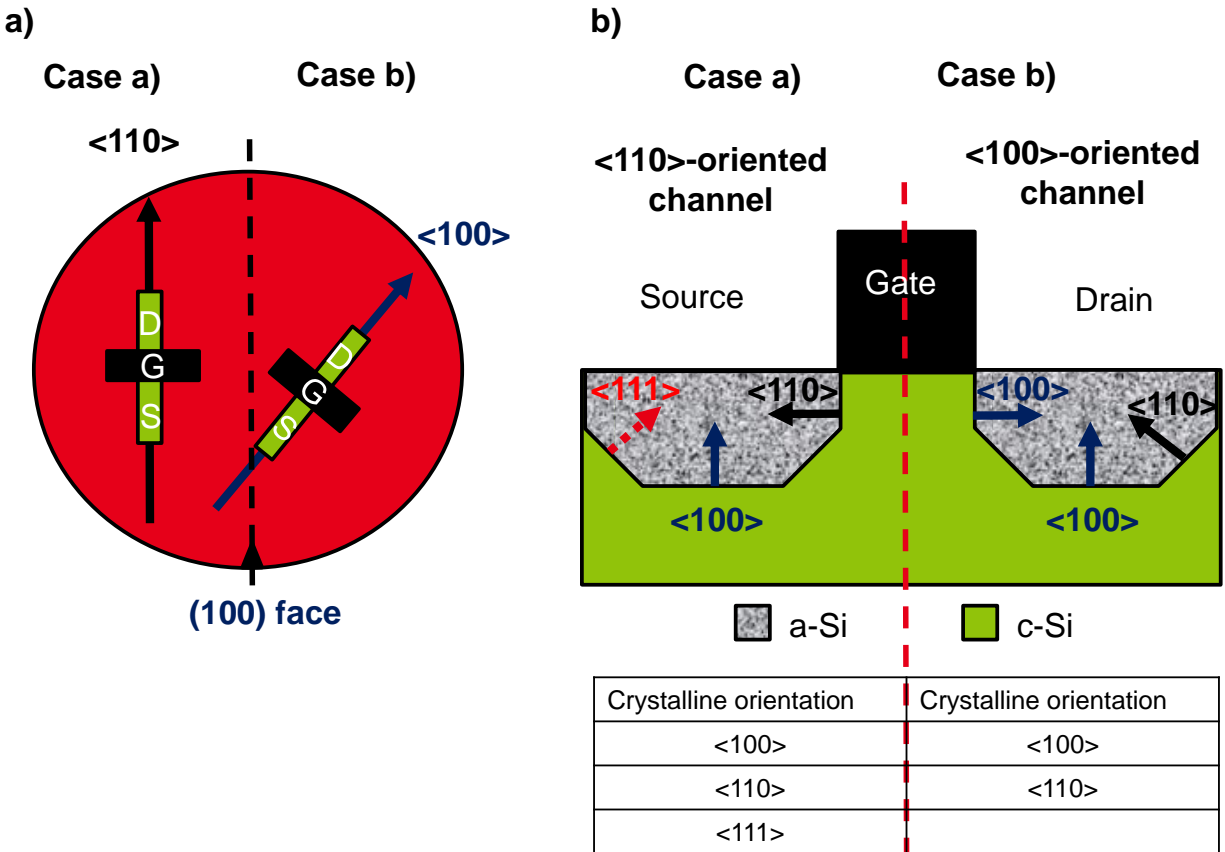 a)
Case a)
Case b)
<110>
<100>
D
G
S
D
G
S
(100) face
b)
Case a)
Case b)
<110>-oriented
channel
<100>-oriented
channel
Source
Gate
Drain
<111>
<110>
<100>
<110>
<100>
<100>
a-Si
c-Si
Crystalline orientation
Crystalline orientation
<100>
<100>
<110>
<110>
<111>